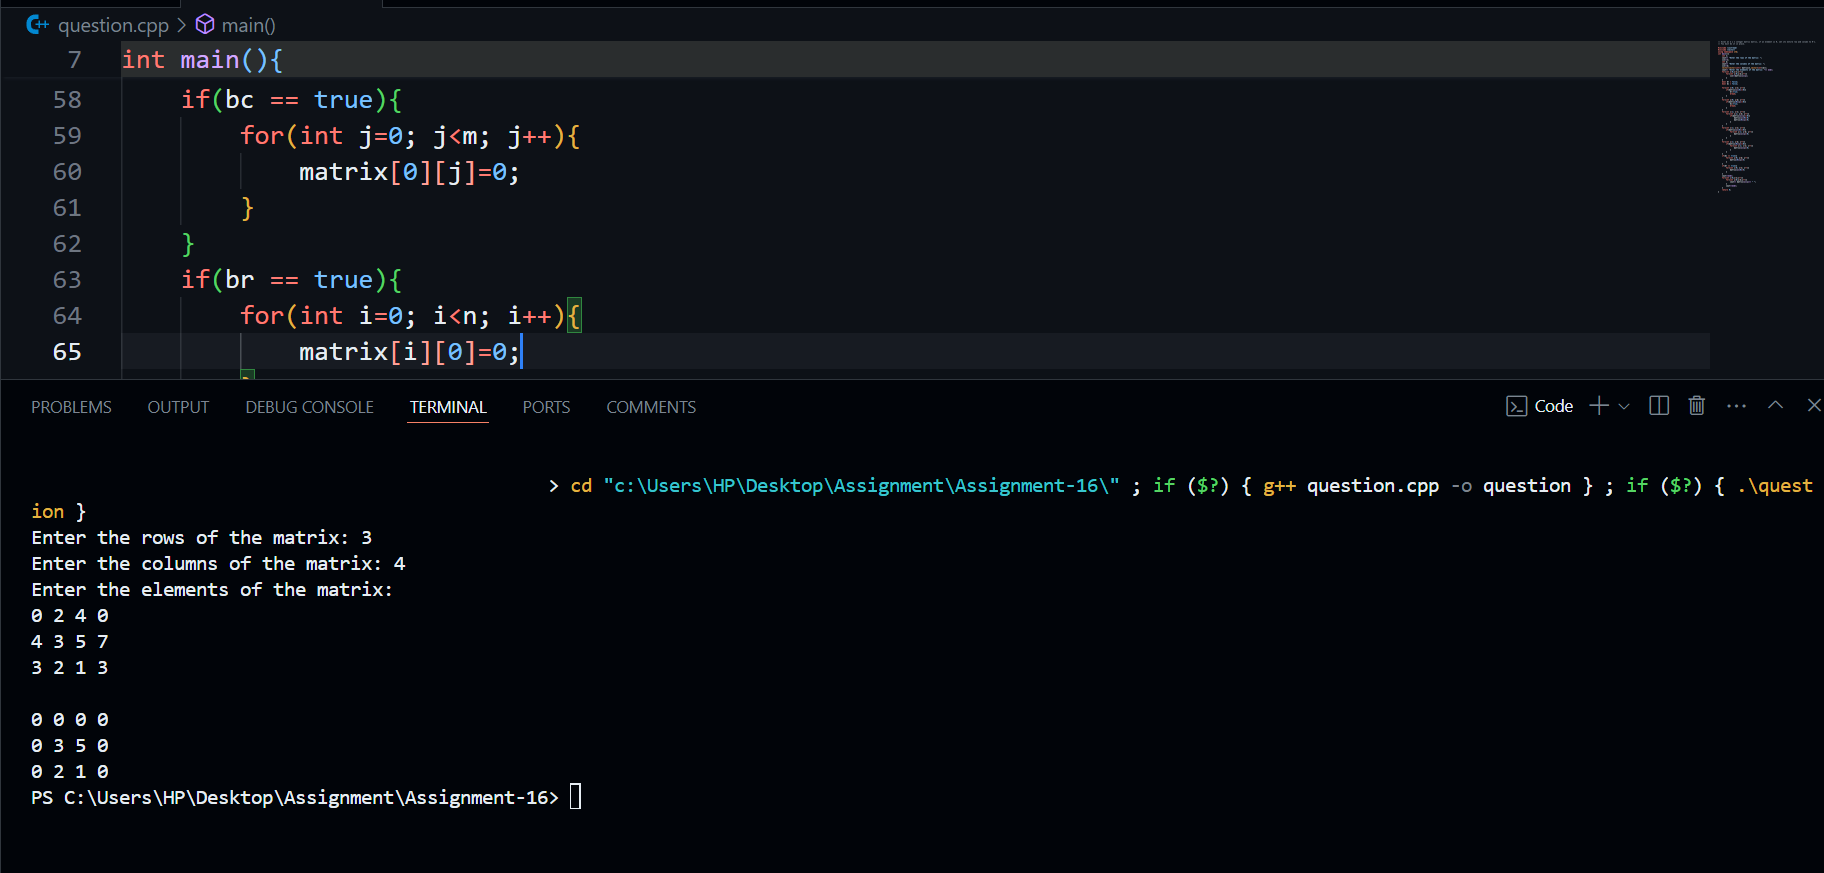 question.cpp > main()
7 int main(){
58 if(bc == true){
59 for(int j=0; j<m; j++){
60 matrix[0][j]=0;
61 }
62 }
63 if(br == true){
64 for(int i=0; i<n; i++){
65 matrix[i][0]=0;
PROBLEMS OUTPUT DEBUG CONSOLE TERMINAL PORTS COMMENTS Code
> cd "c:\Users\HP\Desktop\Assignment\Assignment-16\" ; if ($?) { g++ question.cpp -o question } ; if ($?) { .\quest
ion }
Enter the rows of the matrix: 3
Enter the columns of the matrix: 4
Enter the elements of the matrix:
0 2 4 0
4 3 5 7
3 2 1 3
0 0 0 0
0 3 5 0
0 2 1 0
PS C:\Users\HP\Desktop\Assignment\Assignment-16>